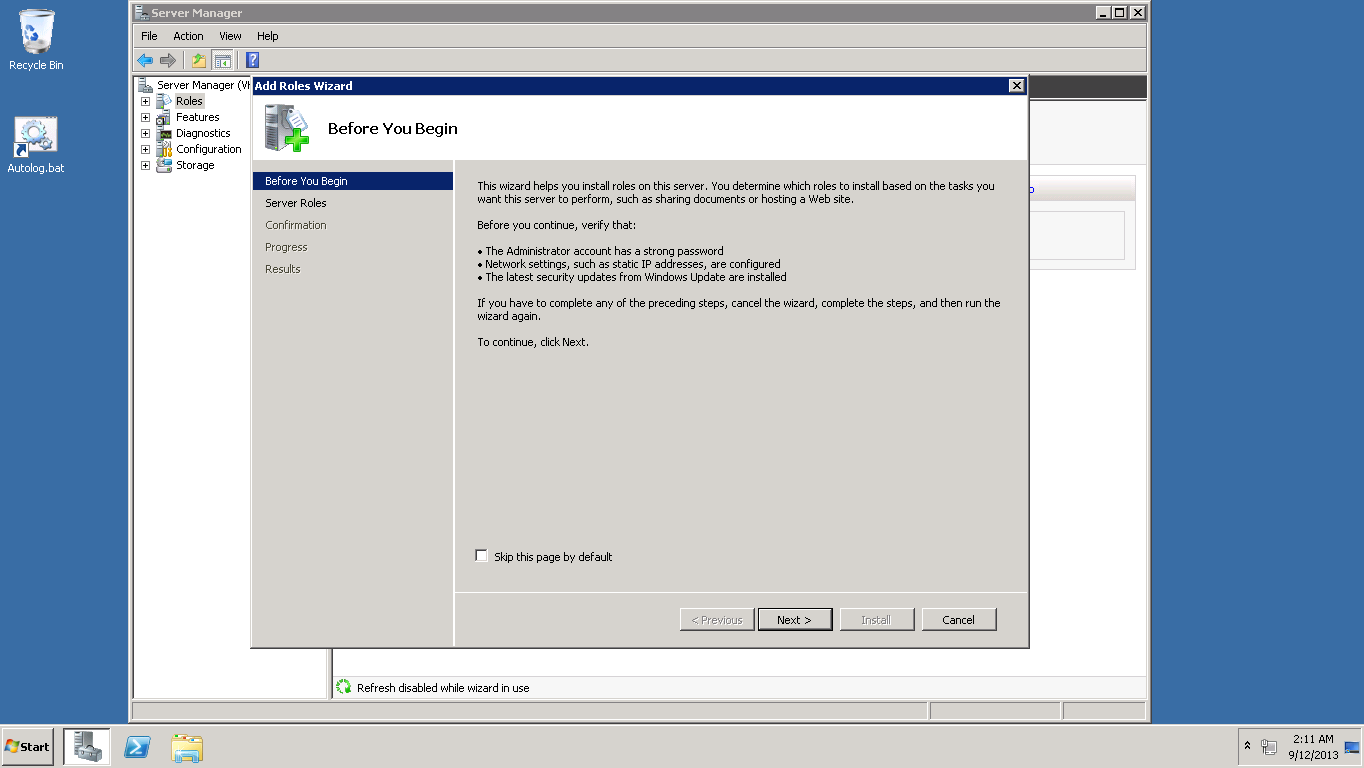 Recycle Bin
Autolog.bat
Server Manager
File Action View Help
Server Manager (V
Roles
Features
Diagnostics
Configuration
Storage
Add Roles Wizard
Before You Begin
Before You Begin
Server Roles
Confirmation
Progress
Results
This wizard helps you install roles on this server. You determine which roles to install based on the tasks you
want this server to perform, such as sharing documents or hosting a Web site.
Before you continue, verify that:
• The Administrator account has a strong password
• Network settings, such as static IP addresses, are configured
• The latest security updates from Windows Update are installed
If you have to complete any of the preceding steps, cancel the wizard, complete the steps, and then run the
wizard again.
To continue, click Next.
Skip this page by default
< Previous Next > Install Cancel
Refresh disabled while wizard in use
Start
2:11 AM
9/12/2013